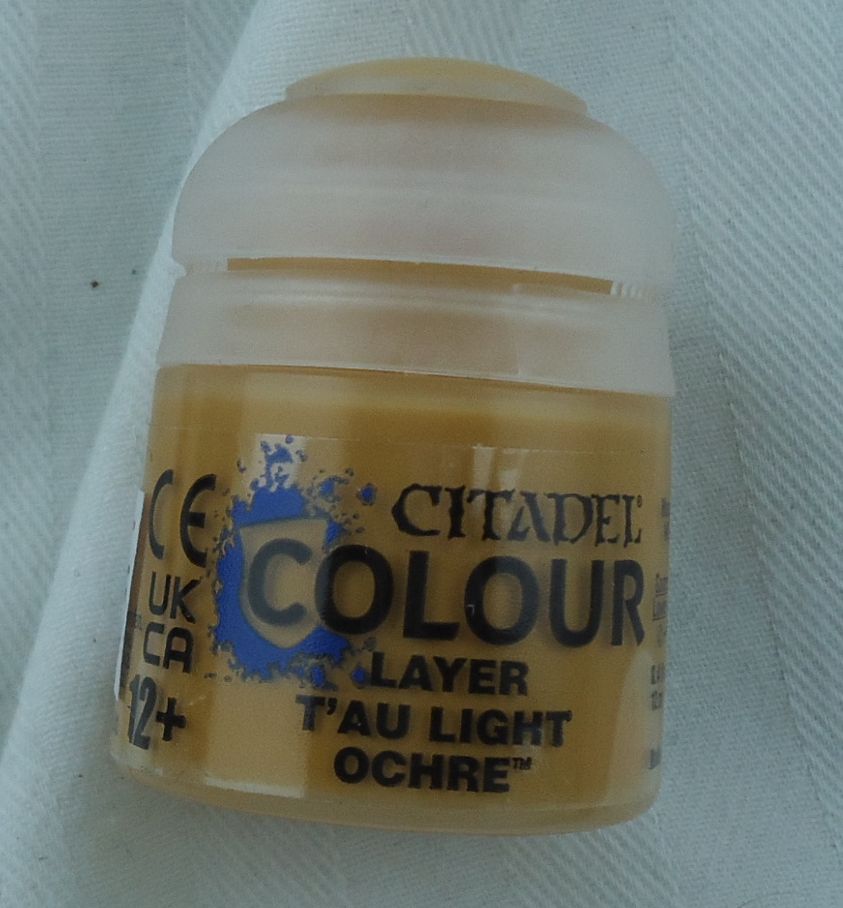 CE
UK
CA
12+
CITADEL
COLOUR
LAYER
T'AU LIGHT
OCHRE™